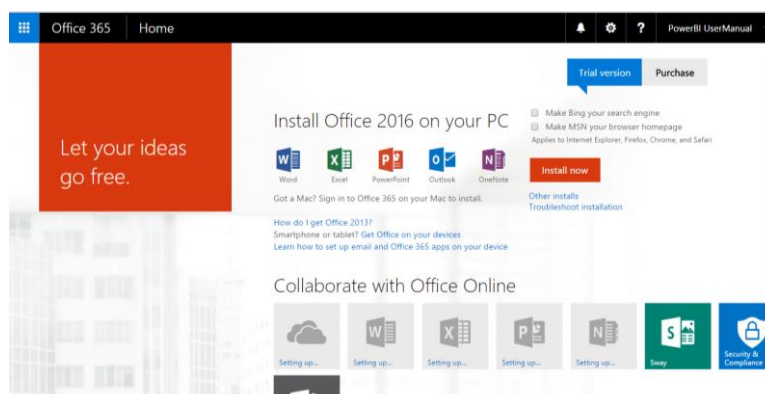 Office 365 Home ? PowerBI UserManual
Trial version Purchase
Let your ideas
go free.
Install Office 2016 on your PC
Word Excel PowerPoint Outlook OneNote
Got a Mac? Sign in to Office 365 on your Mac to install.
How do I get Office 2013?
Smartphone or tablet? Get Office on your devices
Learn how to set up email and Office 365 apps on your device
Make Bing your search engine
Make MSN your browser homepage
Applies to Internet Explorer, Firefox, Chrome, and Safari
Install now
Other installs
Troubleshoot installation
Collaborate with Office Online
Setting up... Setting up... Setting up... Setting up... Setting up... Sway Security &
Compliance